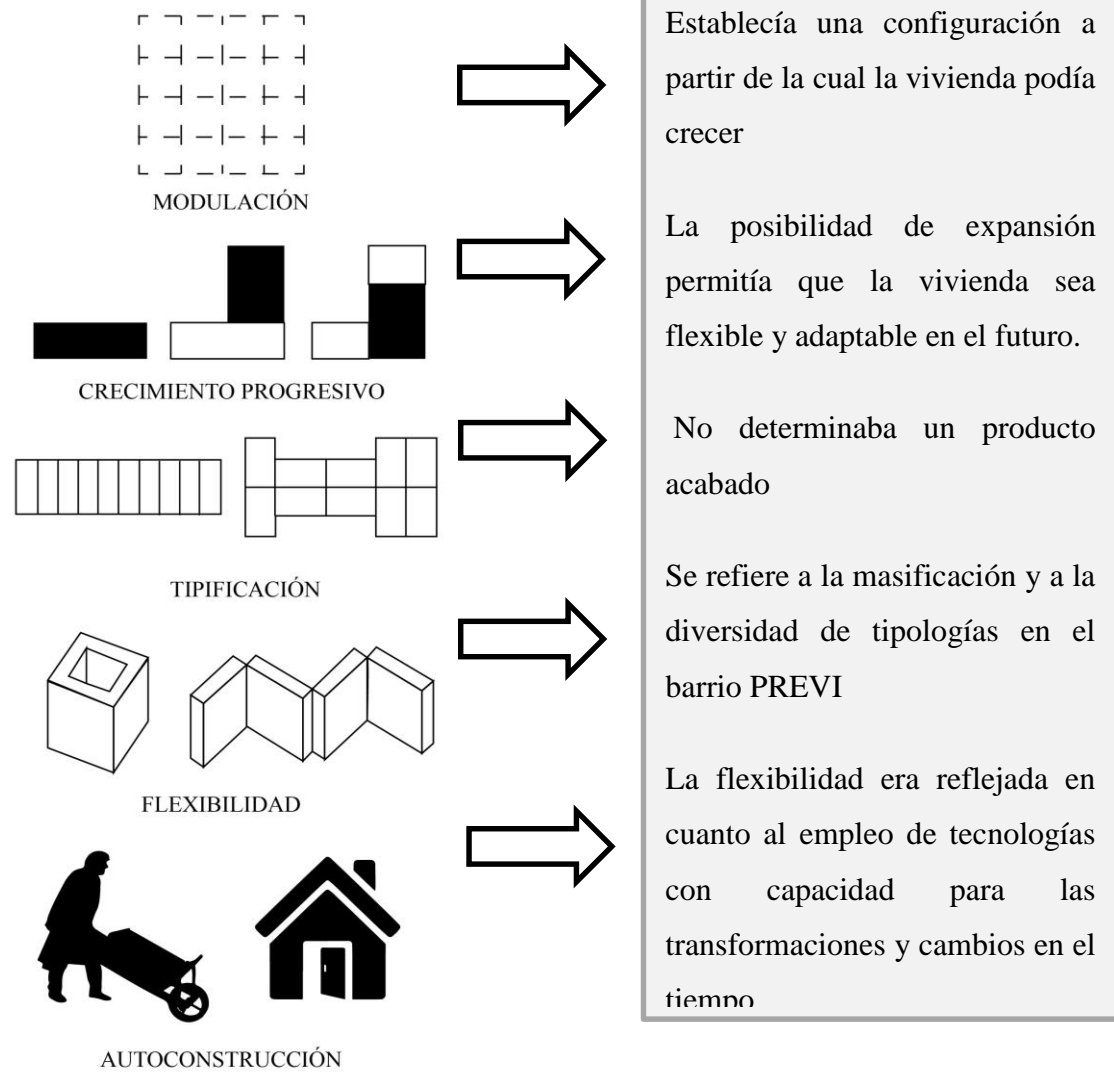 MODULACIÓN
CRECIMIENTO PROGRESIVO
TIPIFICACIÓN
FLEXIBILIDAD
AUTOCONSTRUCCIÓN
Establecía una configuración a
partir de la cual la vivienda podía
crecer
La posibilidad de expansión
permitía que la vivienda sea
flexible y adaptable en el futuro.
No determinaba un producto
acabado
Se refiere a la masificación y a la
diversidad de tipologías en el
barrio PREVI
La flexibilidad era reflejada en
cuanto al empleo de tecnologías
con capacidad para las
transformaciones y cambios en el
tiempo